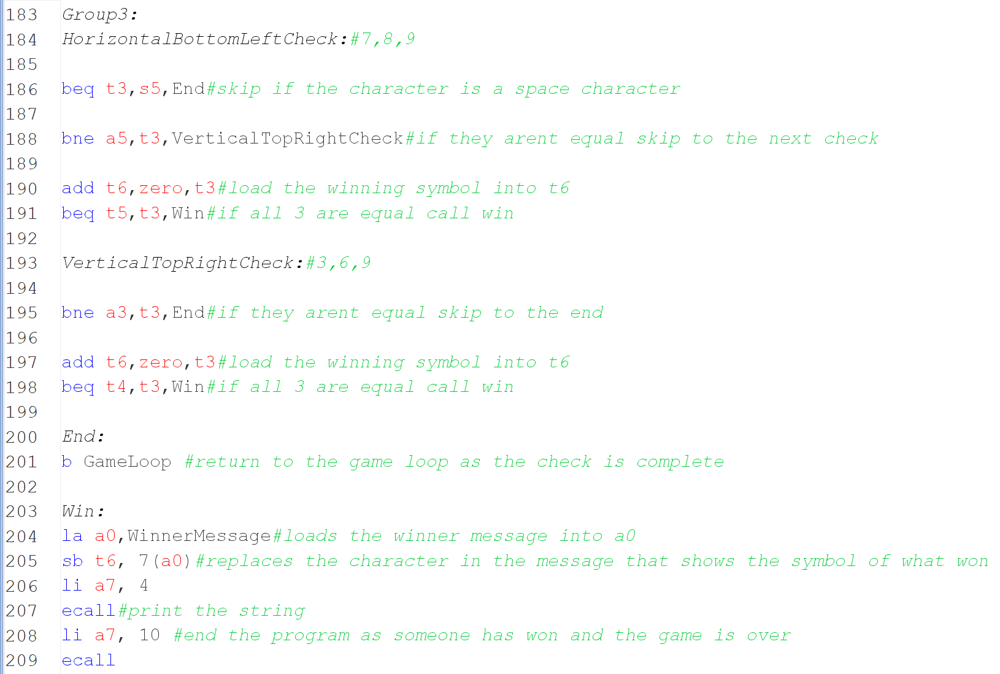 183 Group3:
184 HorizontalBottomLeftCheck:#7,8,9
185
186 beq t3,s5,End#skip if the character is a space character
187
188 bne a5,t3,VerticalTopRightCheck#if they arent equal skip to the next check
189
190 add t6,zero,t3#load the winning symbol into t6
191 beq t5,t3,Win#if all 3 are equal call win
192
193 VerticalTopRightCheck:#3,6,9
194
195 bne a3,t3,End#if they arent equal skip to the end
196
197 add t6,zero,t3#load the winning symbol into t6
198 beq t4,t3,Win#if all 3 are equal call win
199
200 End:
201 b GameLoop #return to the game loop as the check is complete
202
203 Win:
204 la a0,WinnerMessage#loads the winner message into a0
205 sb t6, 7(a0)#replaces the character in the message that shows the symbol of what won
206 li a7, 4
207 ecall#print the string
208 li a7, 10 #end the program as someone has won and the game is over
209 ecall